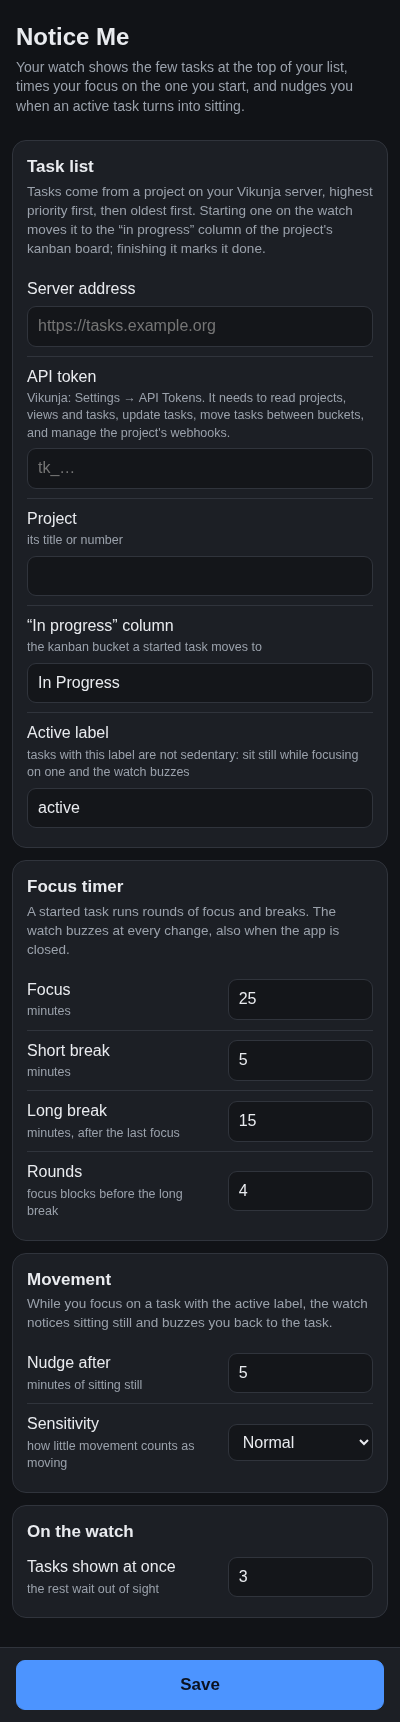 Notice Me
Your watch shows the few tasks at the top of your list,
times your focus on the one you start, and nudges you
when an active task turns into sitting.
Task list
Tasks come from a project on your Vikunja server, highest
priority first, then oldest first. Starting one on the watch
moves it to the “in progress” column of the project's
kanban board; finishing it marks it done.
Server address
https://tasks.example.org
API token
Vikunja: Settings → API Tokens. It needs to read projects,
views and tasks, update tasks, move tasks between buckets,
and manage the project's webhooks.
tk_…
Project
its title or number
“In progress” column
the kanban bucket a started task moves to
In Progress
Active label
tasks with this label are not sedentary: sit still while focusing
on one and the watch buzzes
active
Focus timer
A started task runs rounds of focus and breaks. The
watch buzzes at every change, also when the app is
closed.
Focus
minutes
25
Short break
minutes
5
Long break
minutes, after the last focus
15
Rounds
focus blocks before the long
break
4
Movement
While you focus on a task with the active label, the watch
notices sitting still and buzzes you back to the task.
Nudge after
minutes of sitting still
5
Sensitivity
how little movement counts as
moving
Normal
On the watch
Tasks shown at once
the rest wait out of sight
3
Save